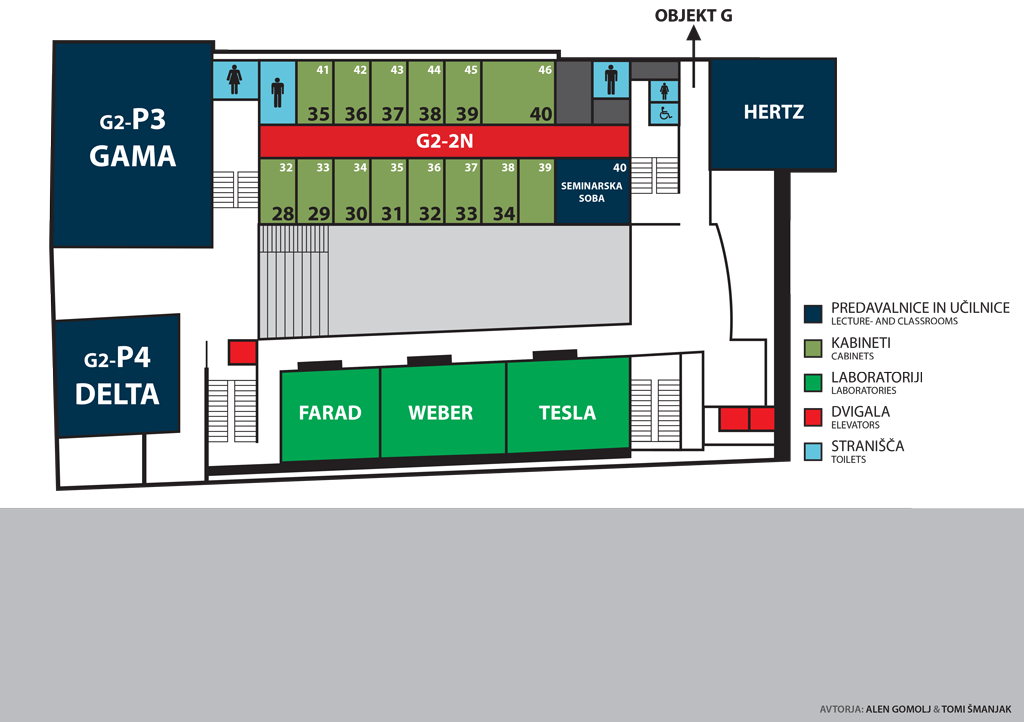 OBJEKT G
41 42 43 44 45 46
35 36 37 38 39 40
G2-P3
GAMA
HERTZ
G2-2N
32 33 34 35 36 37 38 39 40
SEMINARSKA
SOBA
28 29 30 31 32 33 34
G2-P4
DELTA
FARAD WEBER TESLA
PREDAVALNICE IN UČILNICE
LECTURE- AND CLASSROOMS
KABINETI
CABINETS
LABORATORIJI
LABORATORIES
DVIGALA
ELEVATORS
STRANIŠČA
TOILETS
AVTORJA: ALEN GOMOLJ & TOMI ŠMANJAK